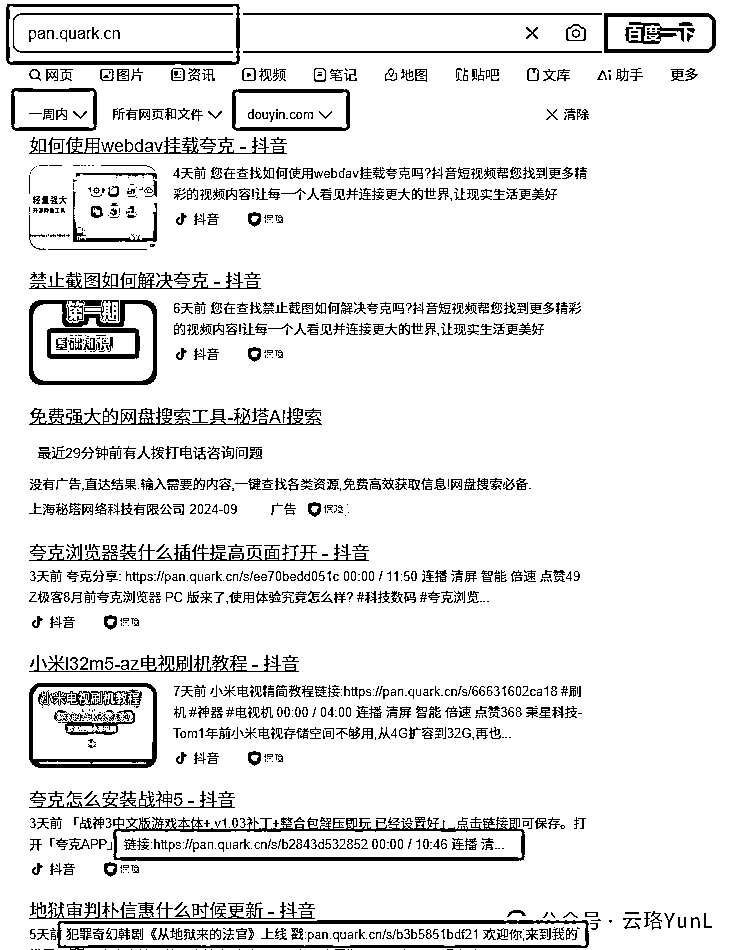 pan.quark.cn
百度一下
网页 图片 资讯 视频 笔记 地图 贴吧 文库 助手 更多
一周内 所有网页和文件 douyin.com 清除
如何使用webdav挂载夸克 - 抖音
轻量强大
4天前 您在查找如何使用webdav挂载夸克吗?抖音短视频帮您找到更多精
彩的视频内容!让每一个人看见并连接更大的世界,让现实生活更美好
抖音 保障
禁止截图如何解决夸克 - 抖音
第一期
基础知识
6天前 您在查找禁止截图如何解决夸克吗?抖音短视频帮您找到更多精彩
的视频内容!让每一个人看见并连接更大的世界,让现实生活更美好
抖音 保障
免费强大的网盘搜索工具-秘塔AI搜索
最近29分钟前有人拨打电话咨询问题
没有广告,直达结果.输入需要的内容,一键查找各类资源,免费高效获取信息!网盘搜索必备.
上海秘塔网络科技有限公司 2024-09 广告 保障
夸克浏览器装什么插件提高页面打开 - 抖音
3天前 夸克分享: https://pan.quark.cn/s/ee70bedd051c 00:00 / 11:50 连播 清屏 智能 倍速 点赞49
Z极客8月前夸克浏览器 PC 版来了,使用体验究竟怎么样? #科技数码 #夸克浏览...
抖音 保障
小米l32m5-az电视刷机教程 - 抖音
小米电视刷机教程
7天前 小米电视精简教程链接:https://pan.quark.cn/s/66631602ca18 #刷
机 #神器 #电视机 00:00 / 04:00 连播 清屏 智能 倍速 点赞368 秉星科技-
Tom1年前小米电视存储空间不够用,从4G扩容到32G,再也...
抖音 保障
夸克怎么安装战神5 - 抖音
3天前 「战神3中文版游戏本体+ v1.03补丁+整合包解压即玩 已经设置好」 点击链接即可保存。打
开「夸克APP」 链接:https://pan.quark.cn/s/b2843d532852 00:00 / 10:46 连播 清...
抖音 保障
地狱审判朴信惠什么时候更新 - 抖音
5天前 犯罪奇幻韩剧《从地狱来的法官》上线 戳:pan.quark.cn/s/b3b5851bdf21 欢迎你,来到我的
公众号 · 云珞YunL